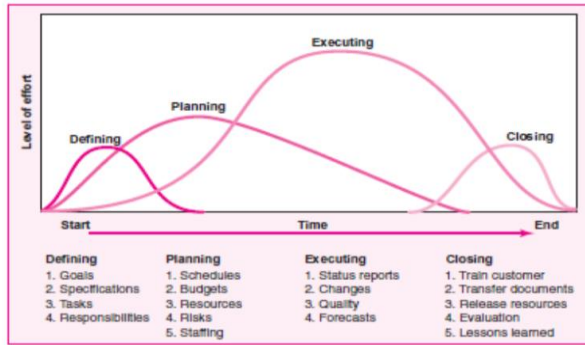 Executing
Planning
Defining
Closing
Level of effort
Start
Time
End
Defining
1. Goals
2. Specifications
3. Tasks
4. Responsibilities
Planning
1. Schedules
2. Budgets
3. Resources
4. Risks
5. Staffing
Executing
1. Status reports
2. Changes
3. Quality
4. Forecasts
Closing
1. Train customer
2. Transfer documents
3. Release resources
4. Evaluation
5. Lessons learned